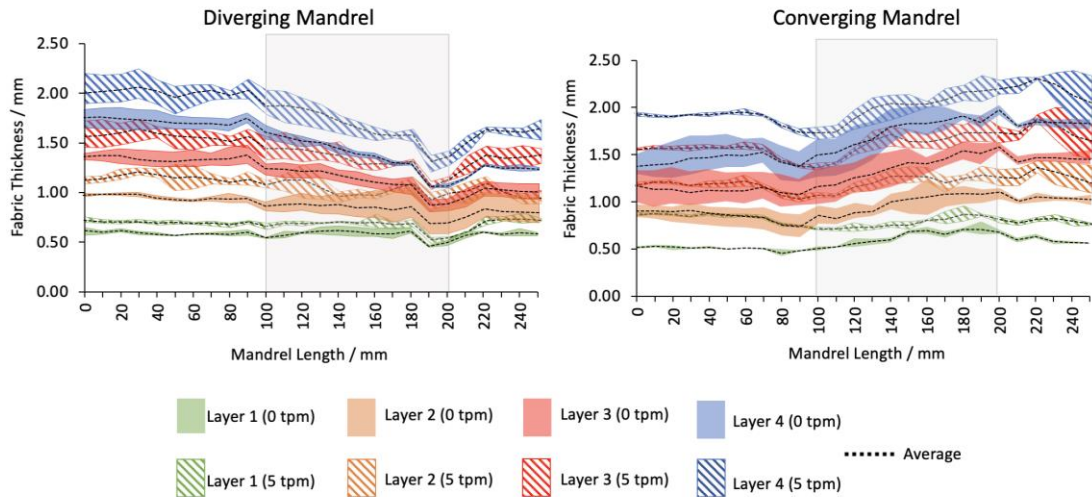 Diverging Mandrel
Fabric Thickness / mm
2.50
2.00
1.50
1.00
0.50
0.00
0 20 40 60 80 100 120 140 160 180 200 220 240
Mandrel Length / mm
Converging Mandrel
Fabric Thickness / mm
2.50
2.00
1.50
1.00
0.50
0.00
0 20 40 60 80 100 120 140 160 180 200 220 240
Mandrel Length / mm
Layer 1 (0 tpm) Layer 2 (0 tpm) Layer 3 (0 tpm) Layer 4 (0 tpm)
Average
Layer 1 (5 tpm) Layer 2 (5 tpm) Layer 3 (5 tpm) Layer 4 (5 tpm)